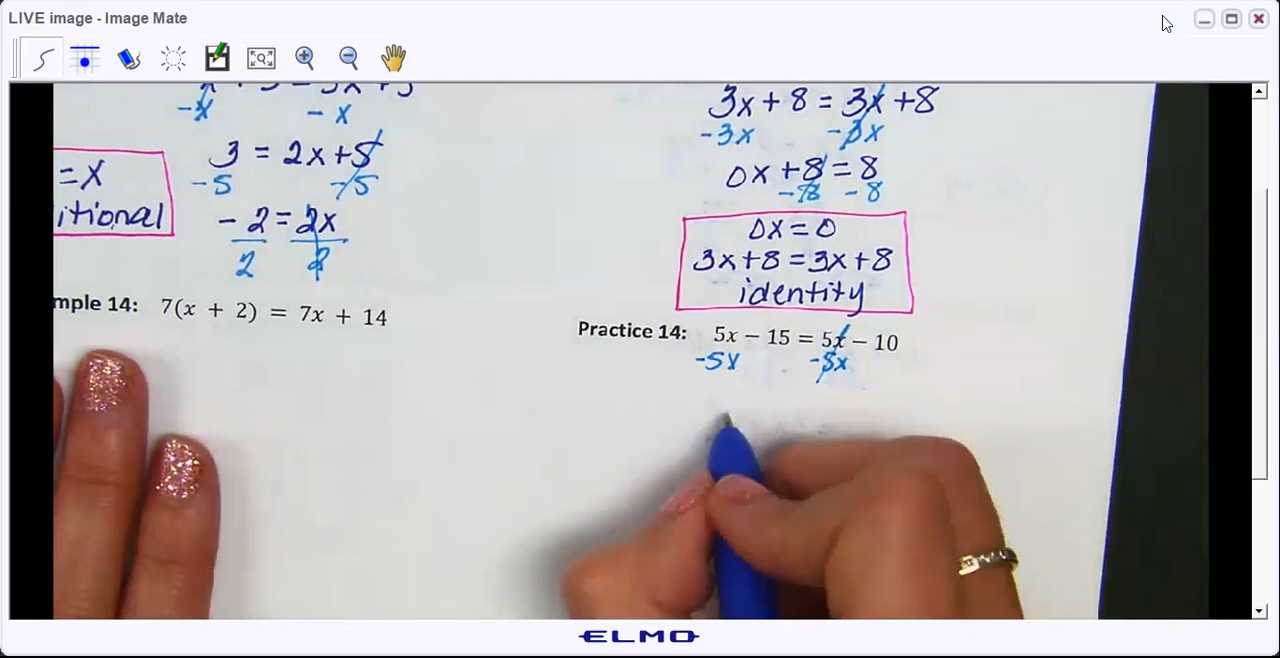 LIVE image - Image Mate
-x - x
3 = 2x+5
-5 -5
=x
itional
-2=2x
2 2
mple 14: 7(x + 2) = 7x + 14
3x+8=3x+8
-3x -3x
0x+8=8
-8 -8
0x=0
3x+8=3x+8
identity
Practice 14: 5x − 15 = 5x − 10
-5x -5x
ELMO